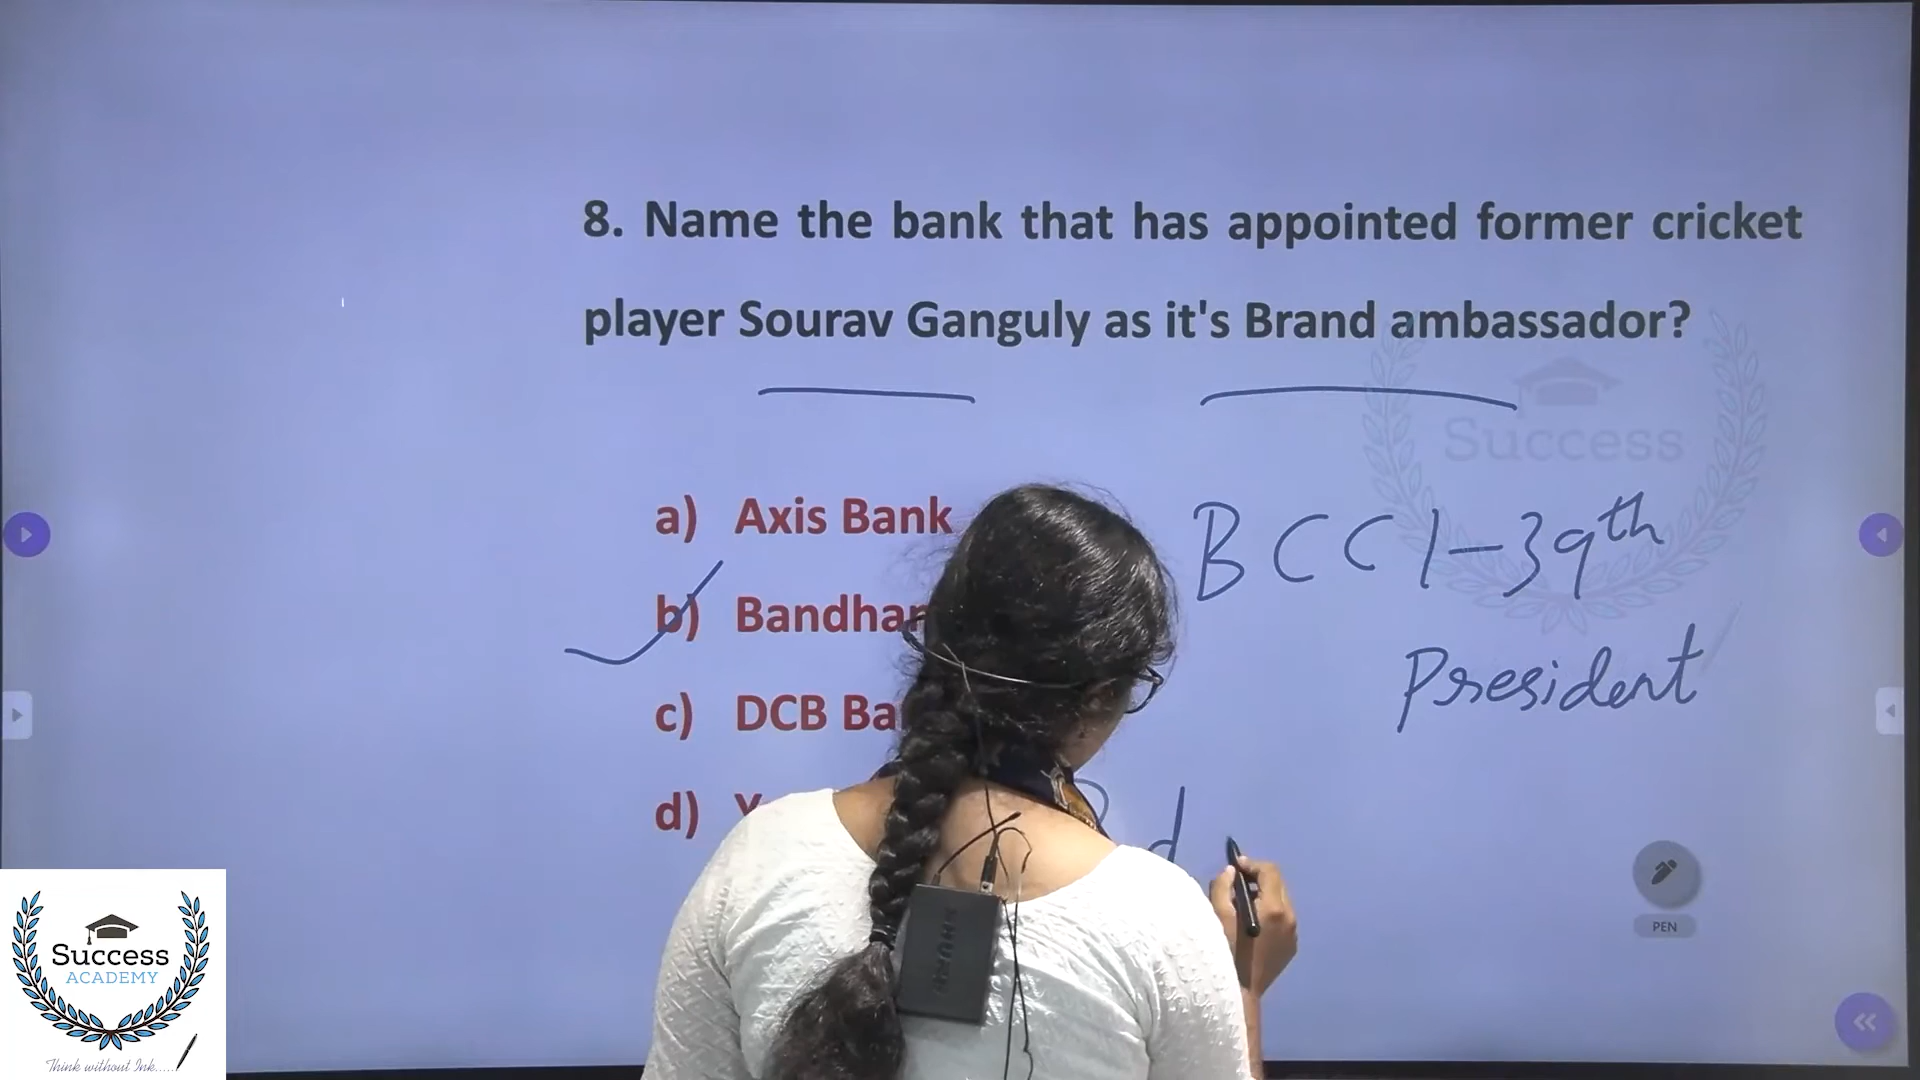 8. Name the bank that has appointed former cricket
player Sourav Ganguly as it's Brand ambassador?
Success
a) Axis Bank
BCCI-39th
b) Bandhan
President
c) DCB Ba
d) Y
PEN
Success
ACADEMY
Think without Ink.....